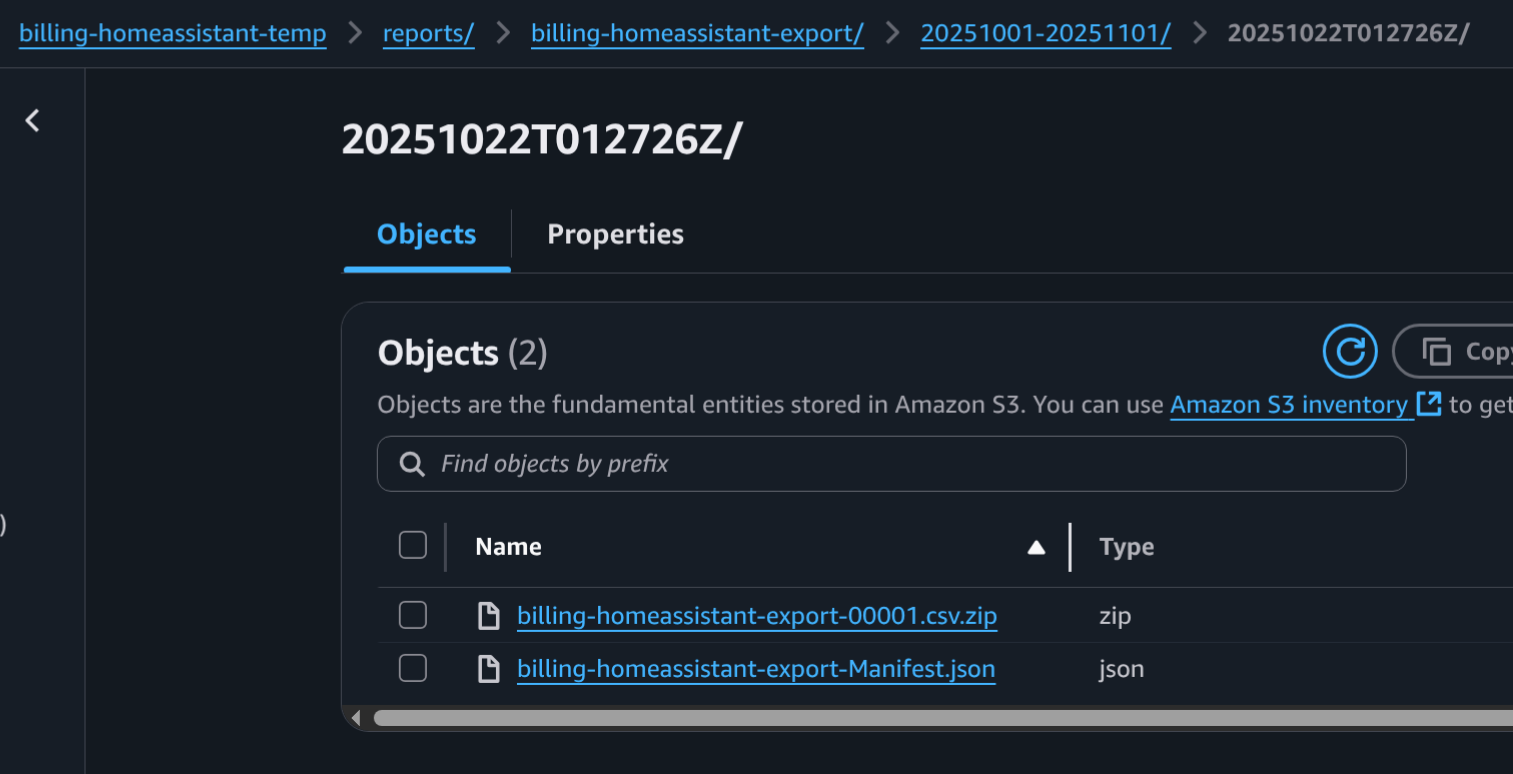 billing-homeassistant-temp > reports/ > billing-homeassistant-export/ > 20251001-20251101/ > 20251022T012726Z/
20251022T012726Z/
Objects Properties
Objects (2)
Copy
Objects are the fundamental entities stored in Amazon S3. You can use Amazon S3 inventory to get
Find objects by prefix
Name Type
)
billing-homeassistant-export-00001.csv.zip zip
billing-homeassistant-export-Manifest.json json